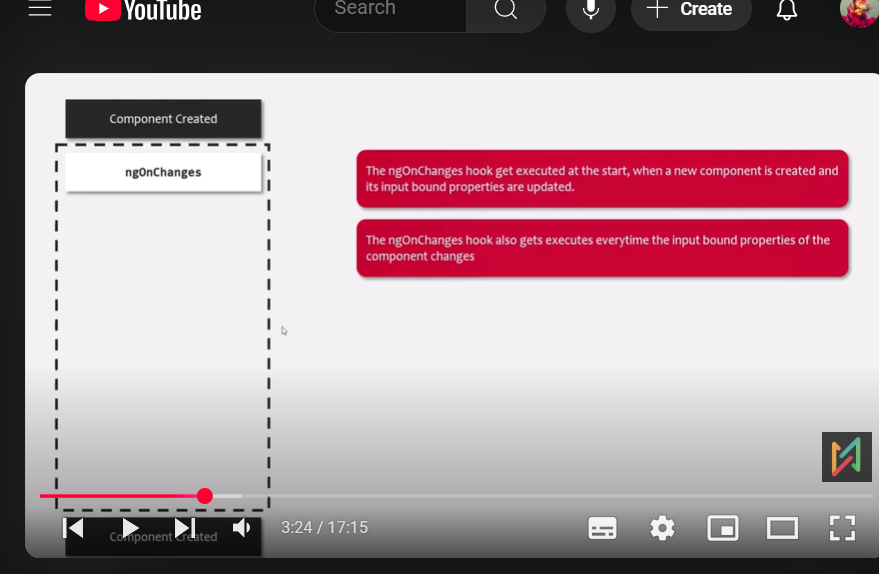 YouTube
Search
Create
Component Created
ngOnChanges
The ngOnChanges hook get executed at the start, when a new component is created and
its input bound properties are updated.
The ngOnChanges hook also gets executes everytime the input bound properties of the
component changes
3:24 / 17:15
Component Created